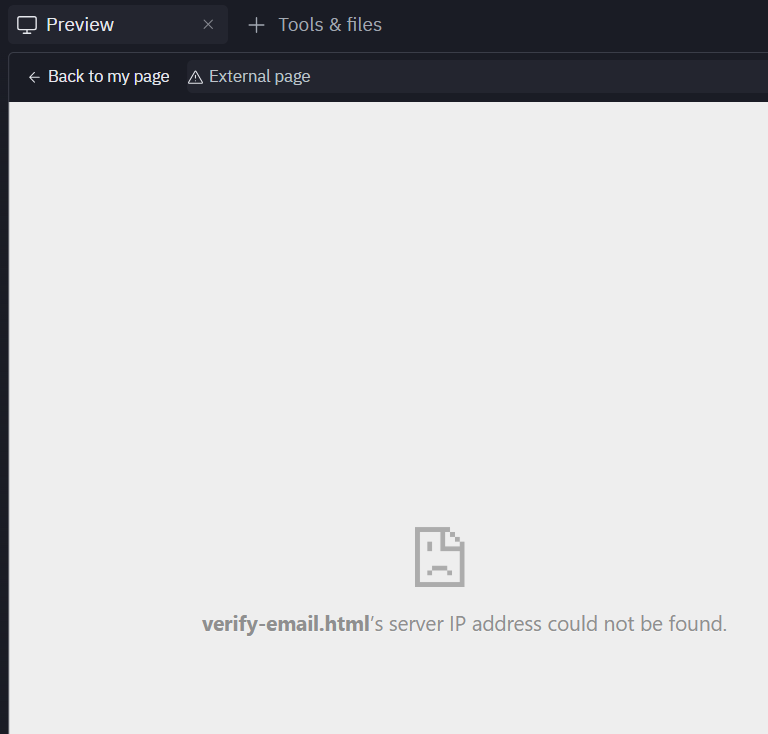 Preview
Tools & files
Back to my page
External page
verify-email.html's server IP address could not be found.